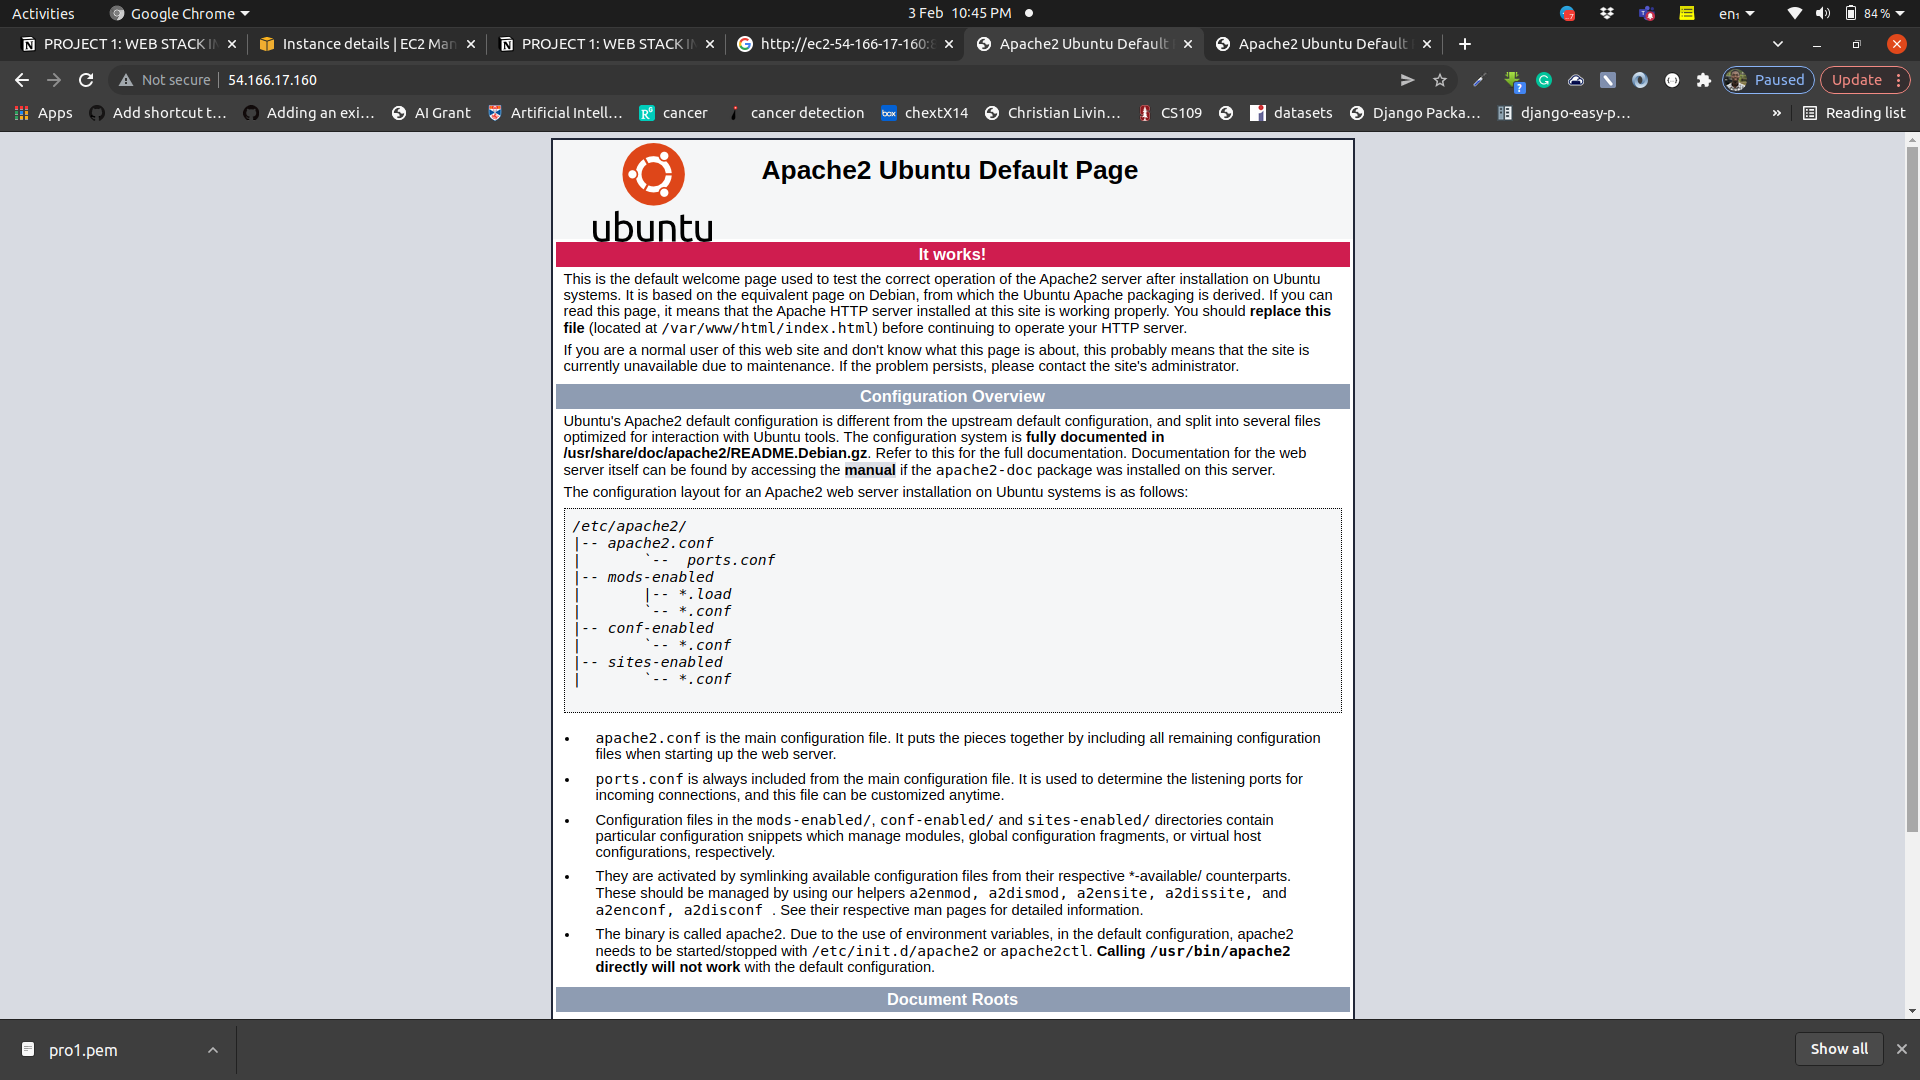 Activities
Google Chrome
3 Feb 10:45 PM
en₁
84 %
PROJECT 1: WEB STACK IN
Instance details | EC2 Man
PROJECT 1: WEB STACK IN
http://ec2-54-166-17-160:8
Apache2 Ubuntu Default
Apache2 Ubuntu Default
Not secure
54.166.17.160
Paused
Update
Apps
Add shortcut t…
Adding an exi…
AI Grant
Artificial Intell…
cancer
cancer detection
chextX14
Christian Livin…
CS109
datasets
Django Packa…
django-easy-p…
»
Reading list
ubuntu
Apache2 Ubuntu Default Page
It works!
This is the default welcome page used to test the correct operation of the Apache2 server after installation on Ubuntu
systems. It is based on the equivalent page on Debian, from which the Ubuntu Apache packaging is derived. If you can
read this page, it means that the Apache HTTP server installed at this site is working properly. You should replace this
file (located at /var/www/html/index.html) before continuing to operate your HTTP server.
If you are a normal user of this web site and don't know what this page is about, this probably means that the site is
currently unavailable due to maintenance. If the problem persists, please contact the site's administrator.
Configuration Overview
Ubuntu's Apache2 default configuration is different from the upstream default configuration, and split into several files
optimized for interaction with Ubuntu tools. The configuration system is fully documented in
/usr/share/doc/apache2/README.Debian.gz. Refer to this for the full documentation. Documentation for the web
server itself can be found by accessing the manual if the apache2-doc package was installed on this server.
The configuration layout for an Apache2 web server installation on Ubuntu systems is as follows:
/etc/apache2/
|-- apache2.conf
|       `--  ports.conf
|-- mods-enabled
|       |-- *.load
|       `-- *.conf
|-- conf-enabled
|       `-- *.conf
|-- sites-enabled
|       `-- *.conf
• apache2.conf is the main configuration file. It puts the pieces together by including all remaining configuration
files when starting up the web server.
• ports.conf is always included from the main configuration file. It is used to determine the listening ports for
incoming connections, and this file can be customized anytime.
• Configuration files in the mods-enabled/, conf-enabled/ and sites-enabled/ directories contain
particular configuration snippets which manage modules, global configuration fragments, or virtual host
configurations, respectively.
• They are activated by symlinking available configuration files from their respective *-available/ counterparts.
These should be managed by using our helpers a2enmod, a2dismod, a2ensite, a2dissite, and
a2enconf, a2disconf . See their respective man pages for detailed information.
• The binary is called apache2. Due to the use of environment variables, in the default configuration, apache2
needs to be started/stopped with /etc/init.d/apache2 or apache2ctl. Calling /usr/bin/apache2
directly will not work with the default configuration.
Document Roots
pro1.pem
Show all